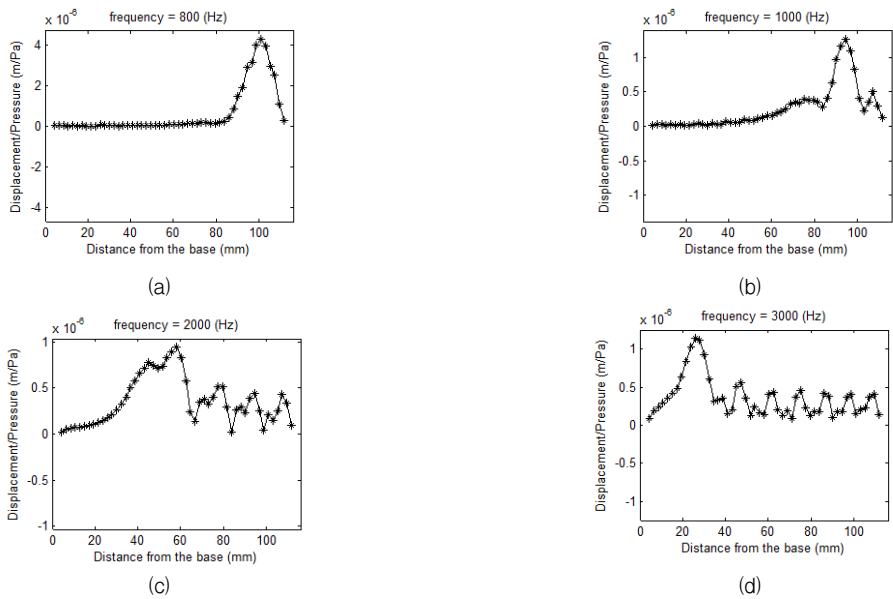 x 10⁻⁶
frequency = 800 (Hz)
Displacement/Pressure (m/Pa)
4
2
0
-2
-4
0 20 40 60 80 100
Distance from the base (mm)
(a)
x 10⁻⁶
frequency = 1000 (Hz)
Displacement/Pressure (m/Pa)
1
0.5
0
-0.5
-1
0 20 40 60 80 100
Distance from the base (mm)
(b)
x 10⁻⁶
frequency = 2000 (Hz)
Displacement/Pressure (m/Pa)
1
0.5
0
-0.5
-1
0 20 40 60 80 100
Distance from the base (mm)
(c)
x 10⁻⁶
frequency = 3000 (Hz)
Displacement/Pressure (m/Pa)
1
0.5
0
-0.5
-1
0 20 40 60 80 100
Distance from the base (mm)
(d)